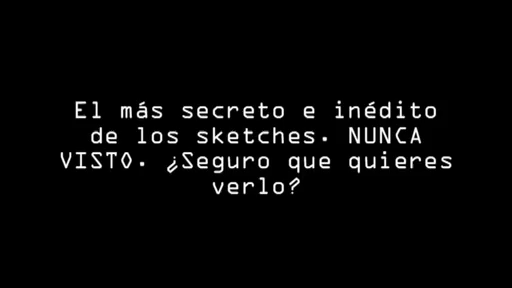 El más secreto e inédito
de los sketches. NUNCA
VISTO. ¿Seguro que quieres
verlo?